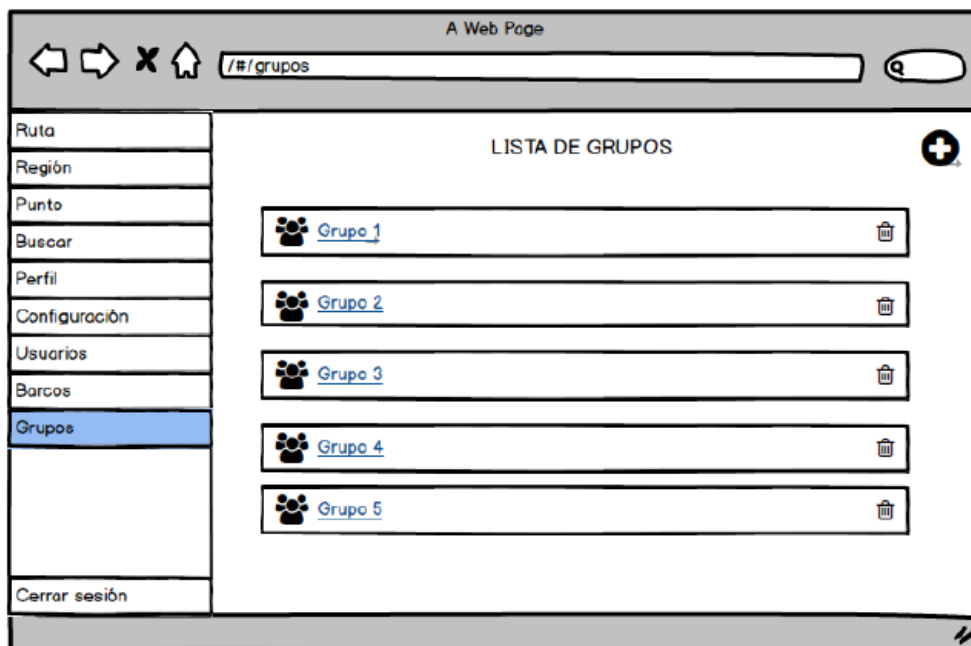 A Web Page
/#/grupos
Ruta
Región
Punto
Buscar
Perfil
Configuración
Usuarios
Barcos
Grupos
Cerrar sesión
LISTA DE GRUPOS
Grupo 1
Grupo 2
Grupo 3
Grupo 4
Grupo 5